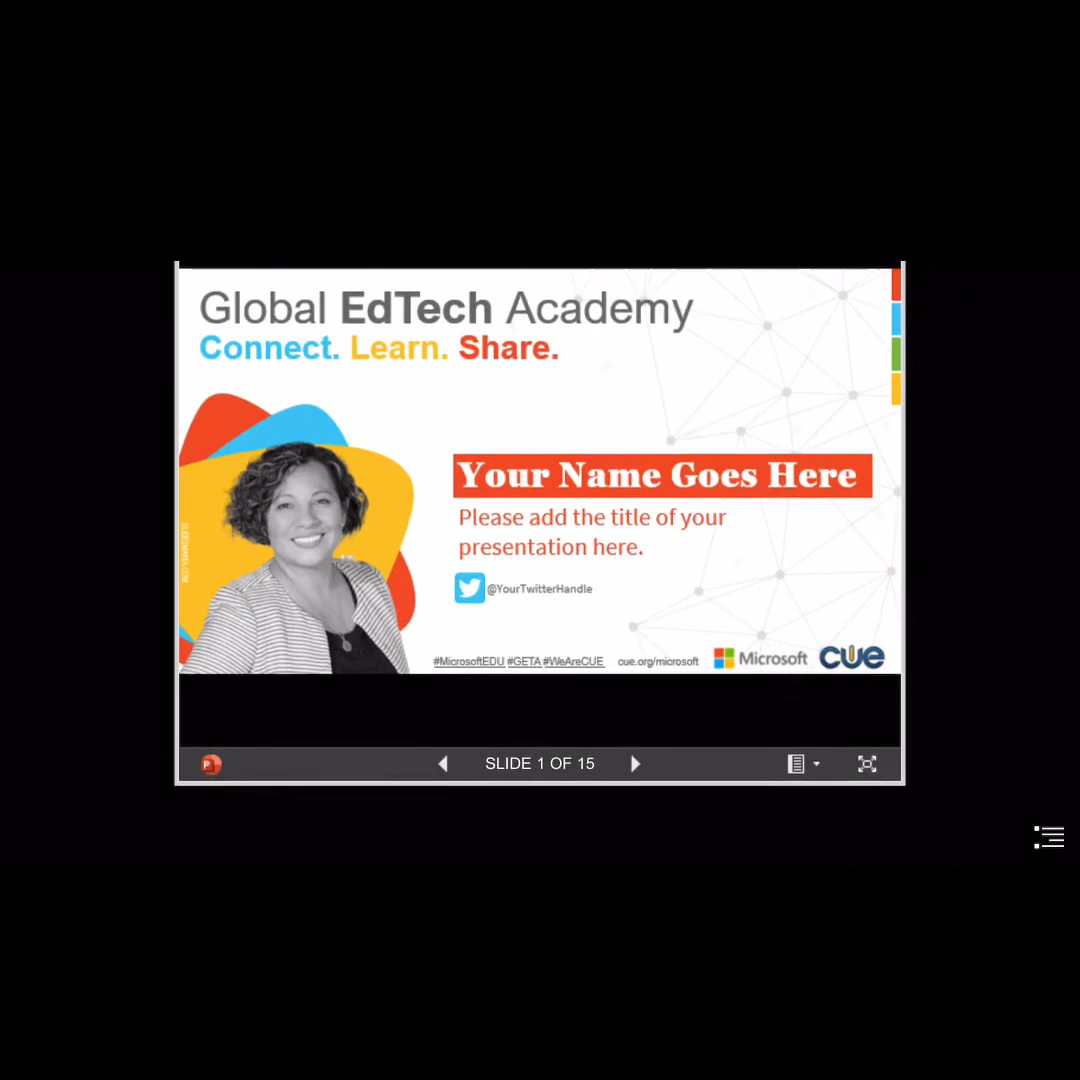 Global EdTech Academy
Connect. Learn. Share.
Your Name Goes Here
Please add the title of your
presentation here.
@YourTwitterHandle
#MicrosoftEDU #GETA #WeAreCUE cue.org/microsoft Microsoft CUE
SLIDE 1 OF 15